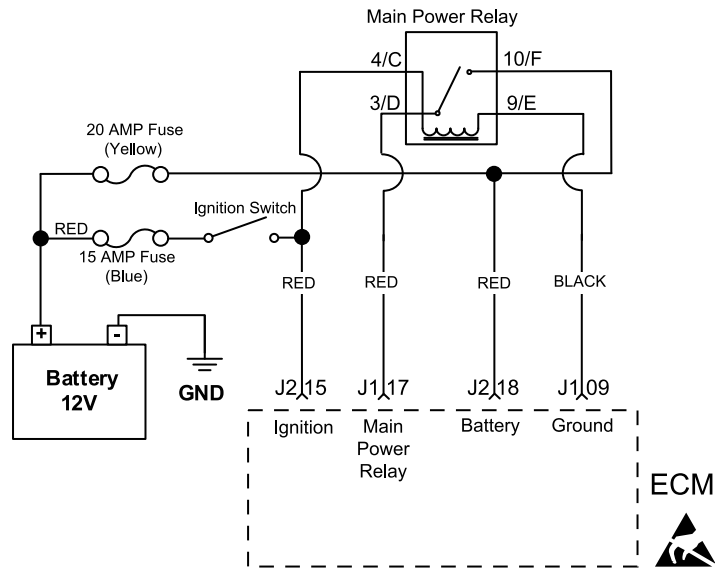 Main Power Relay
4/C
10/F
3/D
9/E
20 AMP Fuse
(Yellow)
Ignition Switch
RED
15 AMP Fuse
(Blue)
RED
RED
RED
BLACK
+
-
Battery
12V
GND
J2 15
J1 17
J2 18
J1 09
Ignition
Main
Power
Relay
Battery
Ground
ECM